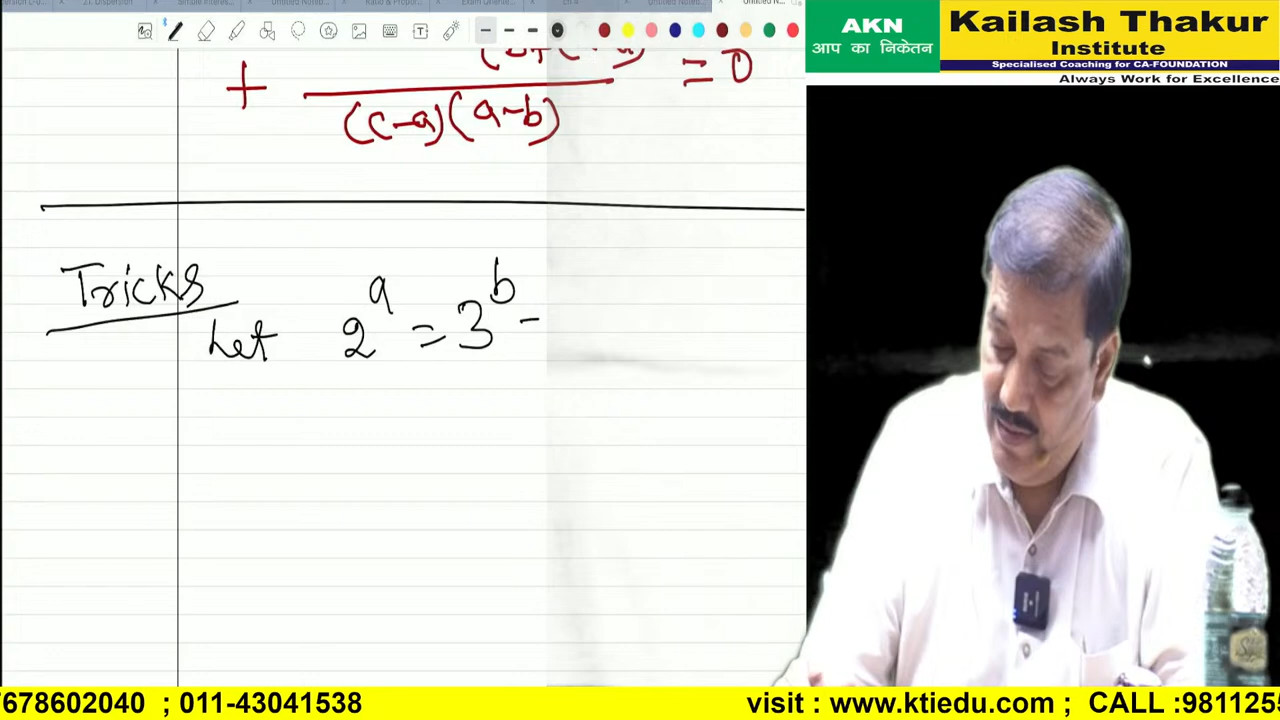 AKN
आप का निकेतन
Kailash Thakur
Institute
Specialised Coaching for CA-FOUNDATION
Always Work for Excellence
+ (c-a)(a-b) = 0
Tricks
Let 2^a = 3^b -
7678602040 ; 011-43041538 visit : www.ktiedu.com ; CALL :981125